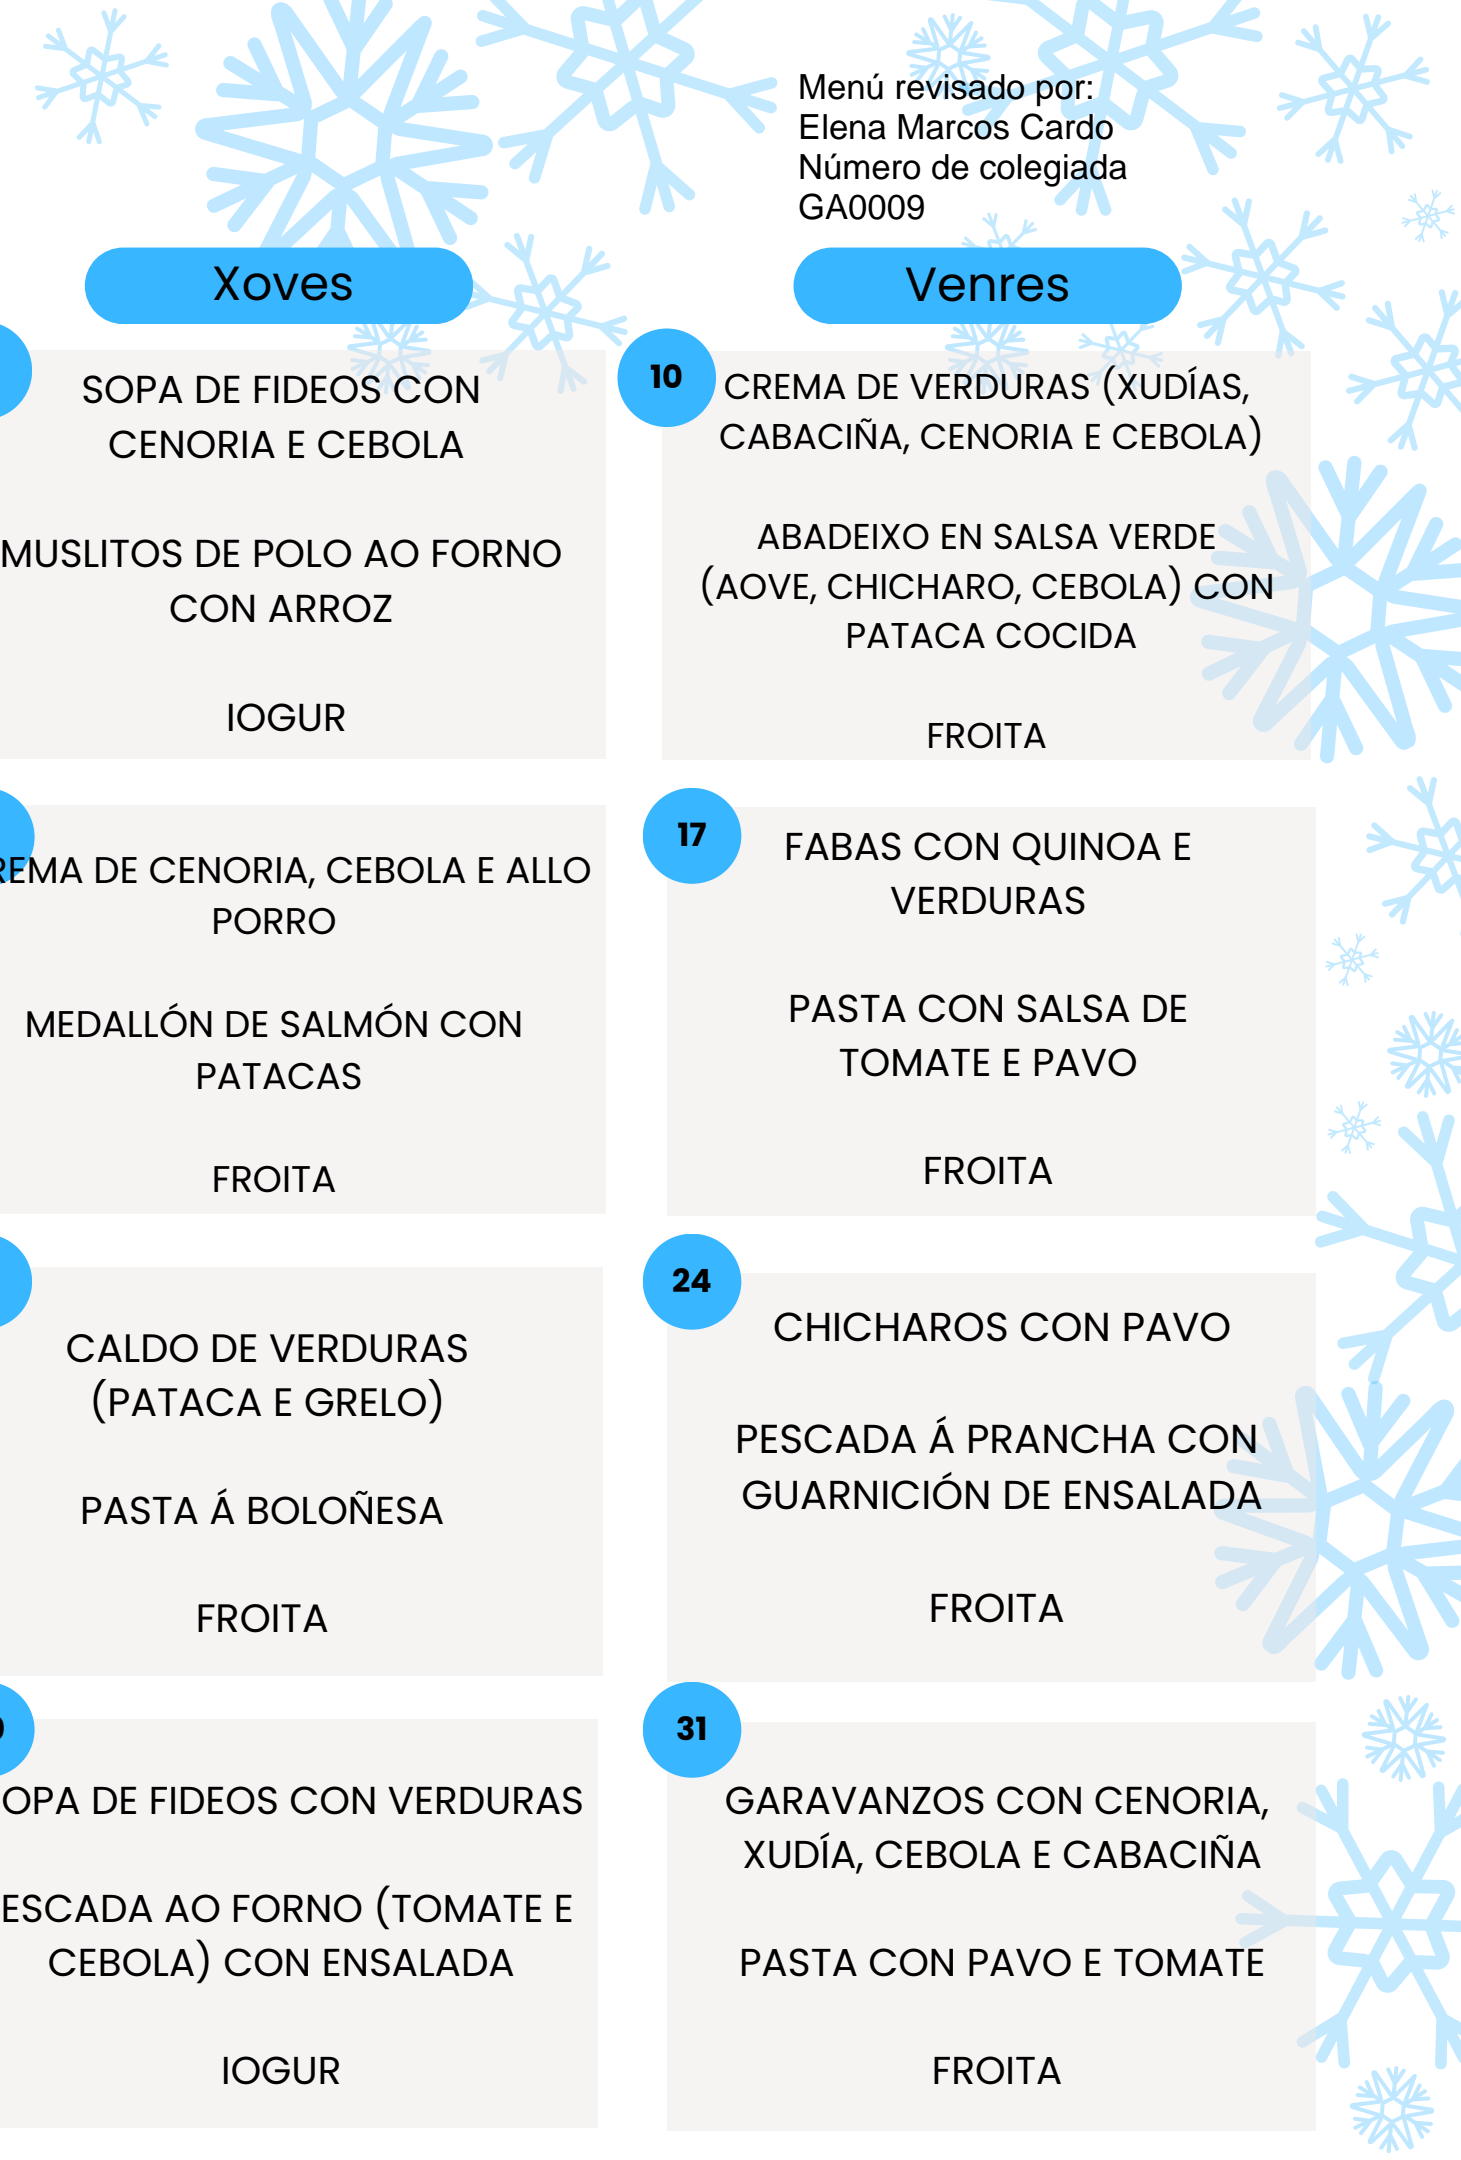 Menú revisado por:
Elena Marcos Cardo
Número de colegiada
GA0009
Xoves
Venres
SOPA DE FIDEOS CON
CENORIA E CEBOLA
MUSLITOS DE POLO AO FORNO
CON ARROZ
IOGUR
10
CREMA DE VERDURAS (XUDÍAS,
CABACIÑA, CENORIA E CEBOLA)
ABADEIXO EN SALSA VERDE
(AOVE, CHICHARO, CEBOLA) CON
PATACA COCIDA
FROITA
DE CENORIA, CEBOLA E ALLO
PORRO
MEDALLÓN DE SALMÓN CON
PATACAS
FROITA
17
FABAS CON QUINOA E
VERDURAS
PASTA CON SALSA DE
TOMATE E PAVO
FROITA
CALDO DE VERDURAS
(PATACA E GRELO)
PASTA Á BOLOÑESA
FROITA
24
CHICHAROS CON PAVO
PESCADA Á PRANCHA CON
GUARNICIÓN DE ENSALADA
FROITA
OPA DE FIDEOS CON VERDURAS
ESCADA AO FORNO (TOMATE E
CEBOLA) CON ENSALADA
IOGUR
31
GARAVANZOS CON CENORIA,
XUDÍA, CEBOLA E CABACIÑA
PASTA CON PAVO E TOMATE
FROITA